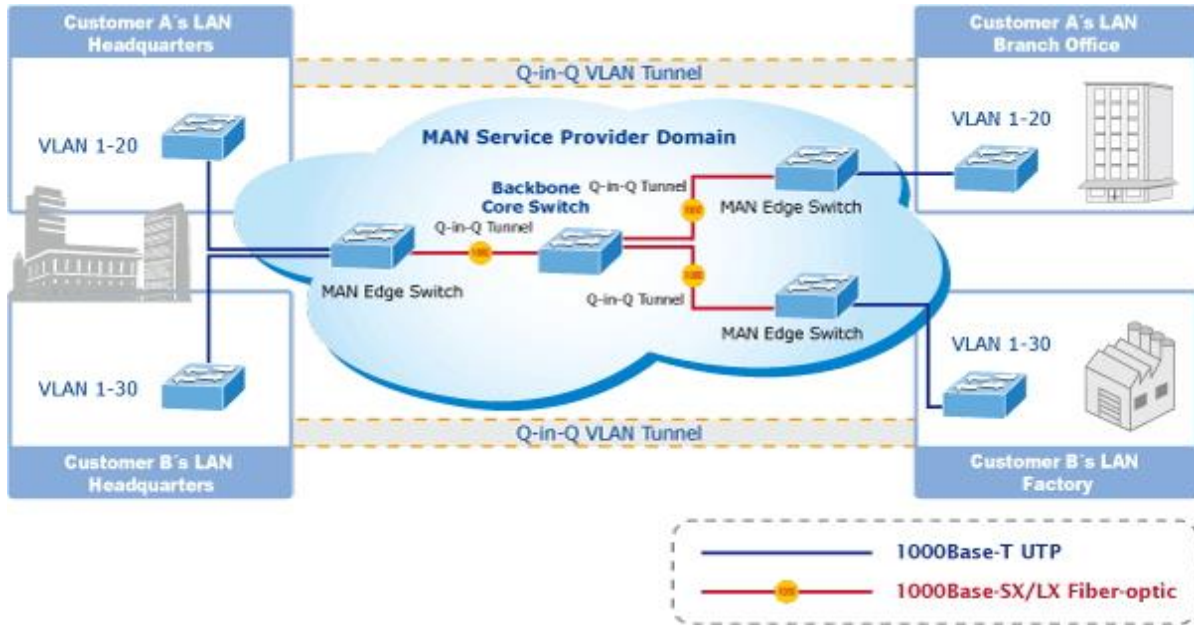 Customer A´s LAN
Headquarters
Customer A´s LAN
Branch Office
Q-in-Q VLAN Tunnel
VLAN 1-20
MAN Service Provider Domain
VLAN 1-20
Q-in-Q Tunnel
Backbone
Core Switch
MAN Edge Switch
Q-in-Q Tunnel
MAN Edge Switch
Q-in-Q Tunnel
MAN Edge Switch
VLAN 1-30
VLAN 1-30
Q-in-Q VLAN Tunnel
Customer B´s LAN
Headquarters
Customer B´s LAN
Factory
1000Base-T UTP
1000Base-SX/LX Fiber-optic